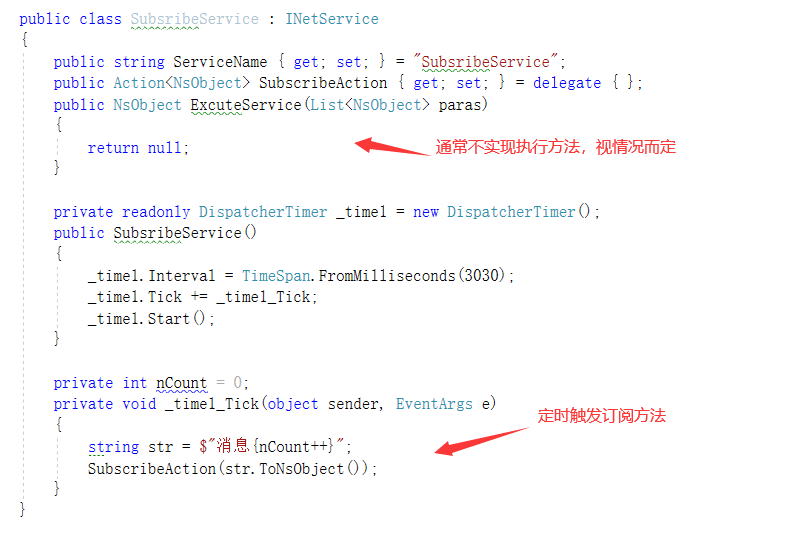 public class SubsribeService : INetService
{
public string ServiceName { get; set; } = "SubsribeService";
public Action<NsObject> SubscribeAction { get; set; } = delegate { };
public NsObject ExcuteService(List<NsObject> paras)
{
return null;
通常不实现执行方法，视情况而定
}
private readonly DispatcherTimer _time1 = new DispatcherTimer();
public SubsribeService()
{
_time1.Interval = TimeSpan.FromMilliseconds(3030);
_time1.Tick += _time1_Tick;
_time1.Start();
}
private int nCount = 0;
private void _time1_Tick(object sender, EventArgs e)
定时触发订阅方法
{
string str = $"消息{nCount++}";
SubscribeAction(str.ToNsObject());
}
}